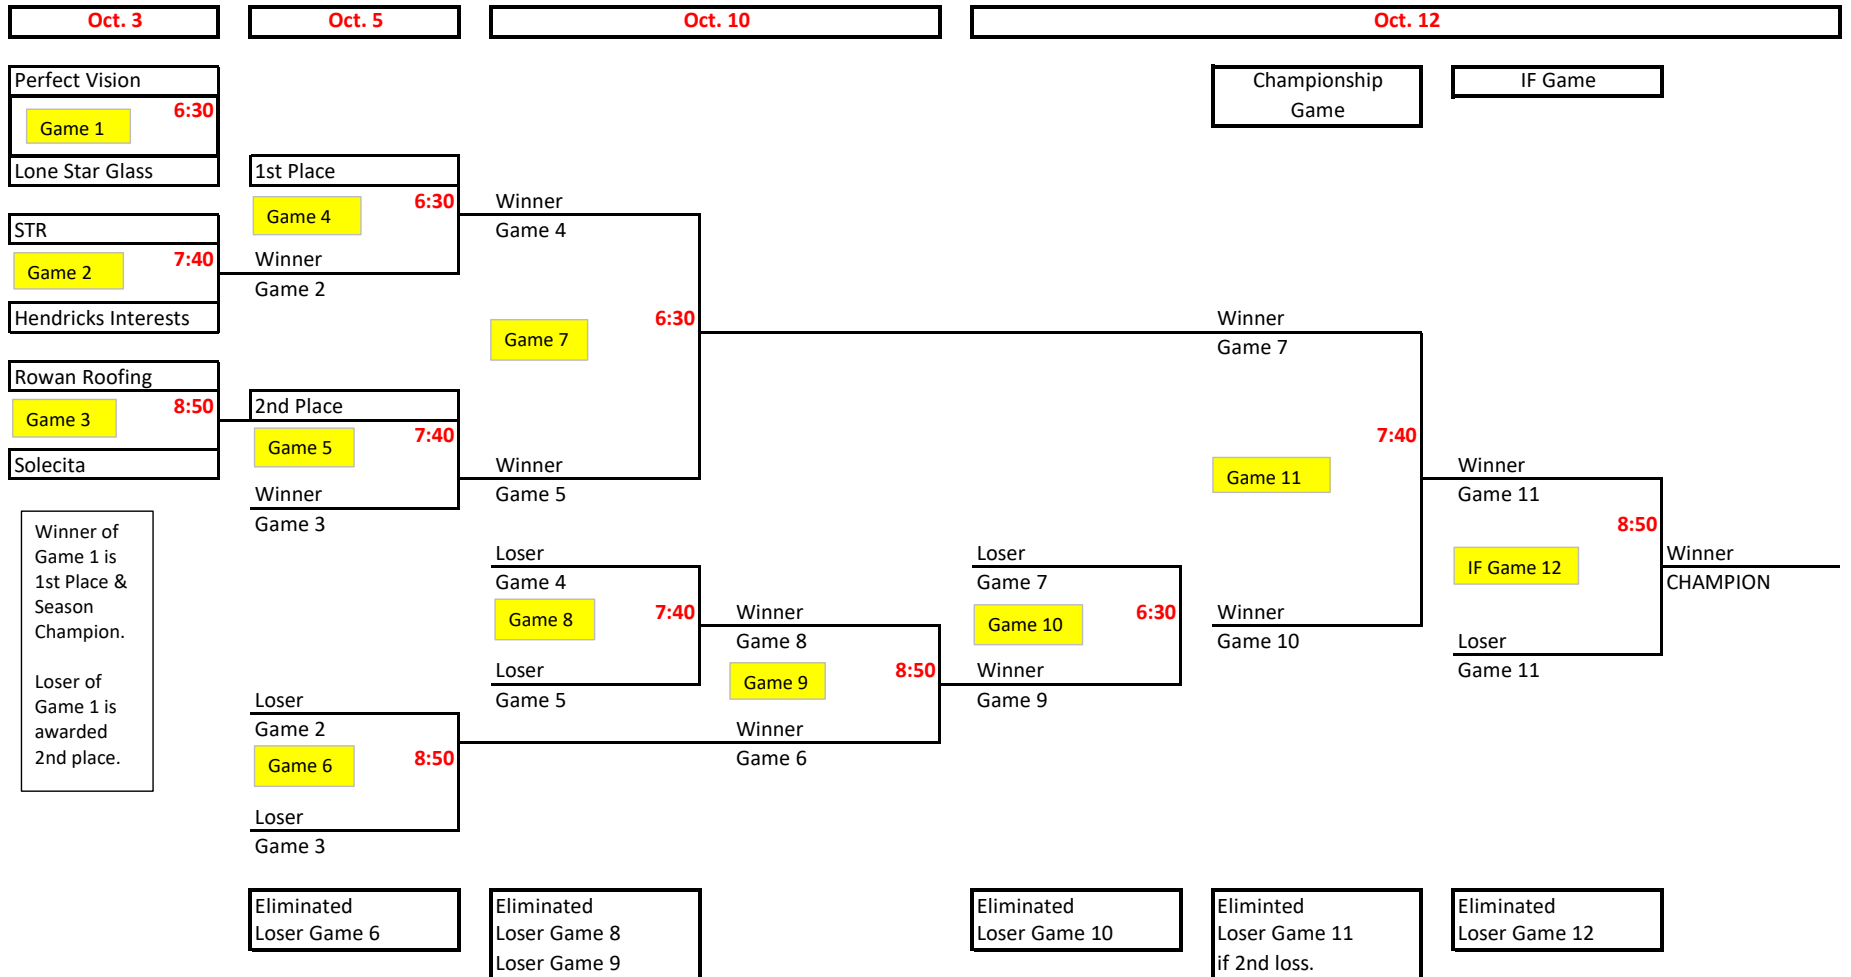 Oct. 3
Oct. 5
Oct. 10
Oct. 12
Perfect Vision
6:30
Game 1
Lone Star Glass
STR
7:40
Game 2
Hendricks Interests
Rowan Roofing
8:50
Game 3
Solecita
Winner of
Game 1 is
1st Place &
Season
Champion.
Loser of
Game 1 is
awarded
2nd place.
1st Place
6:30
Game 4
Winner
Game 2
2nd Place
7:40
Game 5
Winner
Game 3
Loser
Game 2
8:50
Game 6
Loser
Game 3
Eliminated
Loser Game 6
Winner
Game 4
6:30
Game 7
Winner
Game 5
Loser
Game 4
7:40
Game 8
Loser
Game 5
Winner
Game 8
8:50
Game 9
Winner
Game 6
Eliminated
Loser Game 8
Loser Game 9
Loser
Game 7
6:30
Game 10
Winner
Game 9
Eliminated
Loser Game 10
Championship
Game
Winner
Game 7
7:40
Game 11
Winner
Game 10
Eliminted
Loser Game 11
if 2nd loss.
IF Game
Winner
Game 11
8:50
IF Game 12
Loser
Game 11
Winner
CHAMPION
Eliminated
Loser Game 12